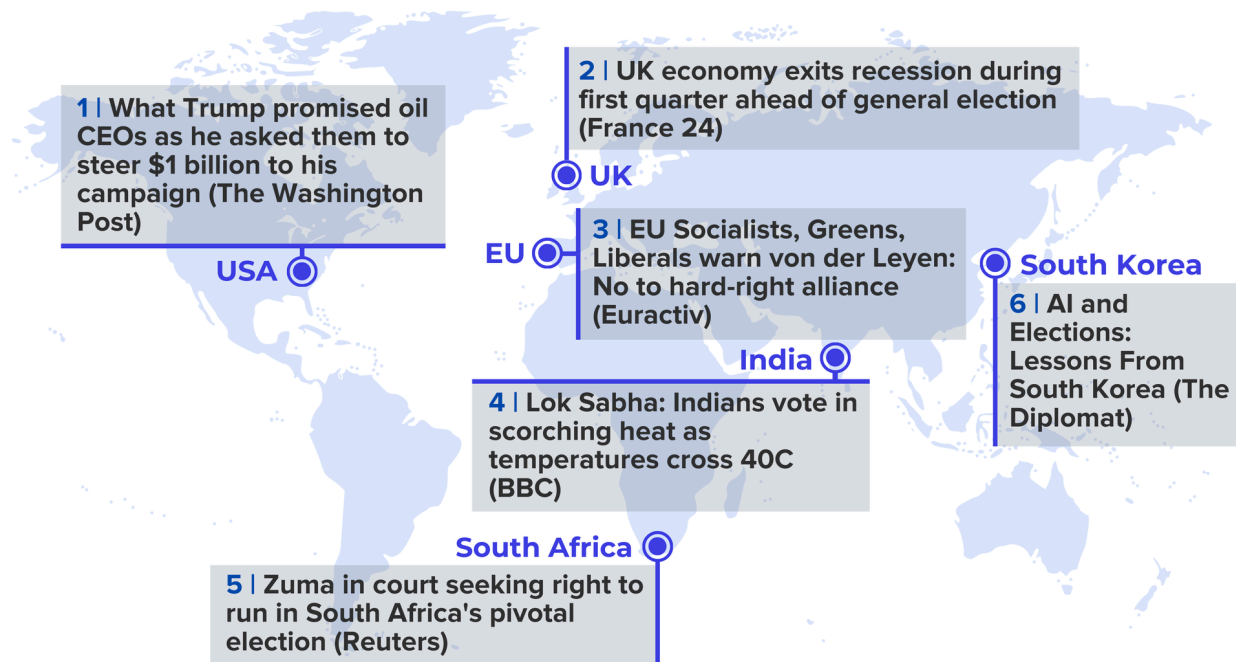 1 | What Trump promised oil
CEOs as he asked them to
steer $1 billion to his
campaign (The Washington
Post)
USA
2 | UK economy exits recession during
first quarter ahead of general election
(France 24)
UK
EU
3 | EU Socialists, Greens,
Liberals warn von der Leyen:
No to hard-right alliance
(Euractiv)
India
4 | Lok Sabha: Indians vote in
scorching heat as
temperatures cross 40C
(BBC)
South Africa
5 | Zuma in court seeking right to
run in South Africa's pivotal
election (Reuters)
South Korea
6 | AI and
Elections:
Lessons From
South Korea (The
Diplomat)